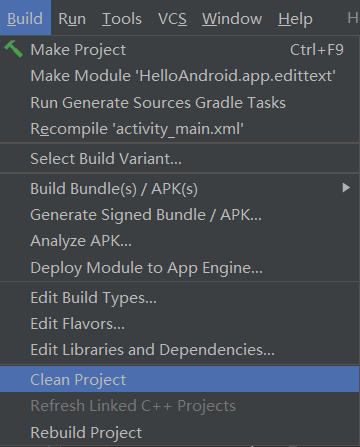 Build Run Tools VCS Window Help H
Make Project Ctrl+F9
Make Module 'HelloAndroid.app.edittext'
Run Generate Sources Gradle Tasks
Recompile 'activity_main.xml'
Select Build Variant...
Build Bundle(s) / APK(s)
Generate Signed Bundle / APK...
Analyze APK...
Deploy Module to App Engine...
Edit Build Types...
Edit Flavors...
Edit Libraries and Dependencies...
Clean Project
Refresh Linked C++ Projects
Rebuild Project